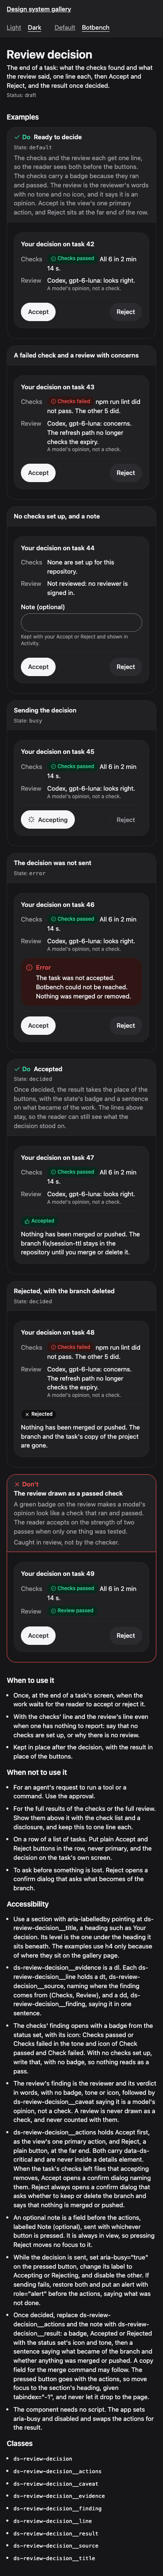 Design system gallery
Light Dark Default Botbench
Review decision
The end of a task: what the checks found and what
the review said, one line each, then Accept and
Reject, and the result once decided.
Status: draft
Examples
Do Ready to decide
State: default
The checks and the review each get one line, so
the reader sees both before the buttons. The
checks carry a badge because they ran
and passed. The review is the reviewer's words
with no tone and no icon, and it says it is an
opinion. Accept is the view's one primary
action, and Reject sits at the far end of the row.
Your decision on task 42
Checks Checks passed All 6 in 2 min
14 s.
Review Codex, gpt-6-luna: looks right.
A model's opinion, not a check.
Accept Reject
A failed check and a review with concerns
Your decision on task 43
Checks Checks failed npm run lint did
not pass. The other 5 did.
Review Codex, gpt-6-luna: concerns.
The refresh path no longer
checks the expiry.
A model's opinion, not a check.
Accept Reject
No checks set up, and a note
Your decision on task 44
Checks None are set up for this
repository.
Review Not reviewed: no reviewer is
signed in.
Note (optional)
Kept with your Accept or Reject and shown in
Activity.
Accept Reject
Sending the decision
State: busy
Your decision on task 45
Checks Checks passed All 6 in 2 min
14 s.
Review Codex, gpt-6-luna: looks right.
A model's opinion, not a check.
Accepting Reject
The decision was not sent
State: error
Your decision on task 46
Checks Checks passed All 6 in 2 min
14 s.
Review Codex, gpt-6-luna: looks right.
A model's opinion, not a check.
Error
The task was not accepted.
Botbench could not be reached.
Nothing was merged or removed.
Accept Reject
Do Accepted
State: decided
Once decided, the result takes the place of the
buttons, with the state's badge and a sentence
on what became of the work. The lines above
stay, so the reader can still see what the
decision stood on.
Your decision on task 47
Checks Checks passed All 6 in 2 min
14 s.
Review Codex, gpt-6-luna: looks right.
A model's opinion, not a check.
Accepted
Nothing has been merged or pushed. The
branch fix/session-ttl stays in the
repository until you merge or delete it.
Rejected, with the branch deleted
State: decided
Your decision on task 48
Checks Checks failed npm run lint did
not pass. The other 5 did.
Review Codex, gpt-6-luna: concerns.
The refresh path no longer
checks the expiry.
A model's opinion, not a check.
Rejected
Nothing has been merged or pushed. The
branch and the task's copy of the project
are gone.
Don't
The review drawn as a passed check
A green badge on the review makes a model's
opinion look like a check that ran and passed.
The reader accepts on the strength of two
passes when only one thing was tested.
Caught in review, not by the checker.
Your decision on task 49
Checks Checks passed All 6 in 2 min
14 s.
Review Review passed
Accept Reject
When to use it
Once, at the end of a task's screen, when the
work waits for the reader to accept or reject it.
With the checks' line and the review's line even
when one has nothing to report: say that no
checks are set up, or why there is no review.
Kept in place after the decision, with the result in
place of the buttons.
When not to use it
For an agent's request to run a tool or a
command. Use the approval.
For the full results of the checks or the full review.
Show them above it with the check list and a
disclosure, and keep this to one line each.
On a row of a list of tasks. Put plain Accept and
Reject buttons in the row, never primary, and the
decision on the task's own screen.
To ask before something is lost. Reject opens a
confirm dialog that asks what becomes of the
branch.
Accessibility
Use a section with aria-labelledby pointing at ds-
review-decision__title, a heading such as Your
decision. Its level is one under the heading it
sits beneath. The examples use h4 only because
of where they sit on the gallery page.
ds-review-decision__evidence is a dl. Each ds-
review-decision__line holds a dt, ds-review-
decision__source, naming where the finding
comes from (Checks, Review), and a dd, ds-
review-decision__finding, saying it in one
sentence.
The checks' finding opens with a badge from the
status set, with its icon: Checks passed or
Checks failed in the tone and icon of Check
passed and Check failed. With no checks set up,
write that, with no badge, so nothing reads as a
pass.
The review's finding is the reviewer and its verdict
in words, with no badge, tone or icon, followed by
ds-review-decision__caveat saying it is a model's
opinion, not a check. A review is never drawn as a
check, and never counted with them.
ds-review-decision__actions holds Accept first,
as the view's one primary action, and Reject, a
plain button, at the far end. Both carry data-ds-
critical and are never inside a details element.
When the task's checks left files that accepting
removes, Accept opens a confirm dialog naming
them. Reject always opens a confirm dialog that
asks whether to keep or delete the branch and
says that nothing is merged or pushed.
An optional note is a field before the actions,
labelled Note (optional), sent with whichever
button is pressed. It is always in view, so pressing
Reject moves no focus to it.
While the decision is sent, set aria-busy="true"
on the pressed button, change its label to
Accepting or Rejecting, and disable the other. If
sending fails, restore both and put an alert with
role="alert" before the actions, saying what was
not done.
Once decided, replace ds-review-
decision__actions and the note with ds-review-
decision__result: a badge, Accepted or Rejected
with the status set's icon and tone, then a
sentence saying what became of the branch and
whether anything was merged or pushed. A copy
field for the merge command may follow. The
pressed button goes with the actions, so move
focus to the section's heading, given
tabindex="-1", and never let it drop to the page.
The component needs no script. The app sets
aria-busy and disabled and swaps the actions for
the result.
Classes
ds-review-decision
ds-review-decision__actions
ds-review-decision__caveat
ds-review-decision__evidence
ds-review-decision__finding
ds-review-decision__line
ds-review-decision__result
ds-review-decision__source
ds-review-decision__title